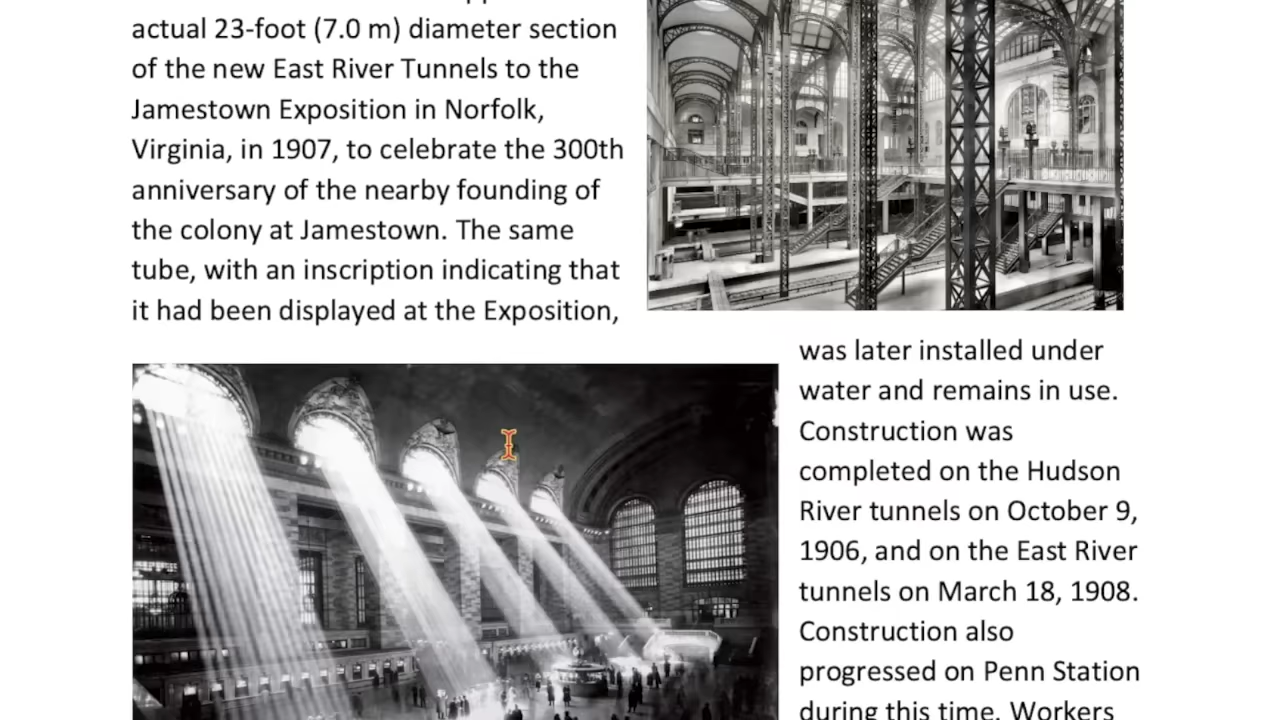 actual 23-foot (7.0 m) diameter section
of the new East River Tunnels to the
Jamestown Exposition in Norfolk,
Virginia, in 1907, to celebrate the 300th
anniversary of the nearby founding of
the colony at Jamestown. The same
tube, with an inscription indicating that
it had been displayed at the Exposition,
was later installed under
water and remains in use.
Construction was
completed on the Hudson
River tunnels on October 9,
1906, and on the East River
tunnels on March 18, 1908.
Construction also
progressed on Penn Station
during this time. Workers